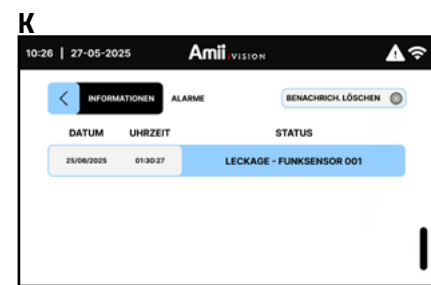 K
10:26 | 27-05-2025 Amii.VISION
INFORMATIONEN ALARME BENACHRICH. LÖSCHEN
DATUM UHRZEIT STATUS
25/08/2025 01:30:27 LECKAGE - FUNKSENSOR 001